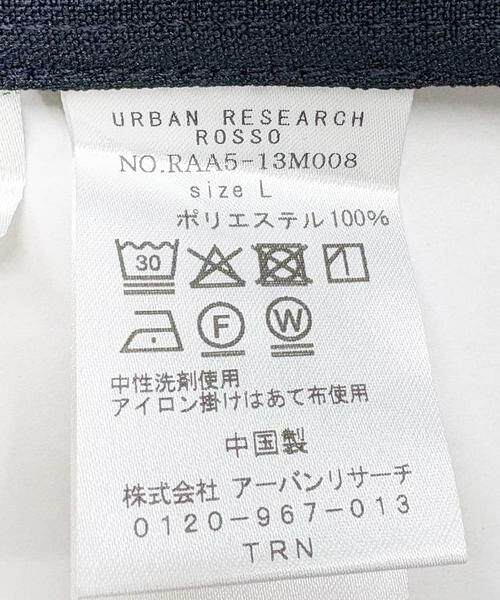 URBAN RESEARCH
ROSSO
NO.RAA5-13M008
size L
ポリエステル100%
30
F W
中性洗剤使用
アイロン掛けはあて布使用
中国製
株式会社 アーバンリサーチ
0120-967-013
TRN